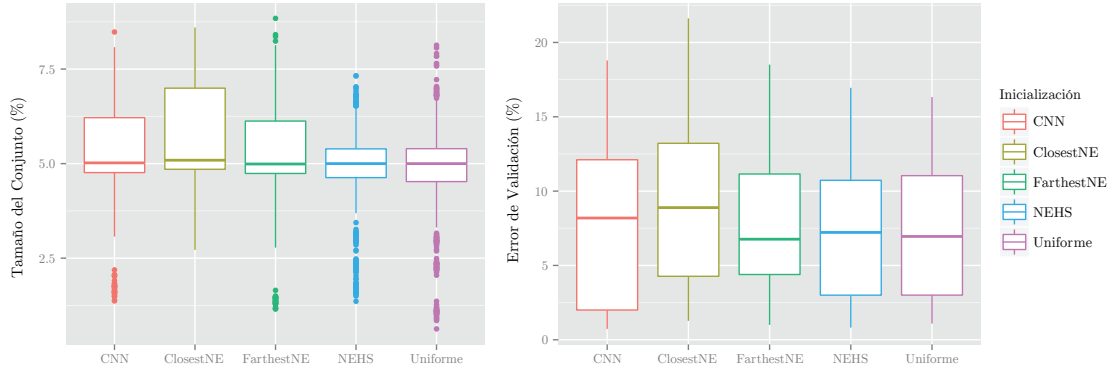 Tamaño del Conjunto (%)
7.5
5.0
2.5
CNN
ClosestNE
FarthestNE
NEHS
Uniforme
Error de Validación (%)
20
15
10
5
0
CNN
ClosestNE
FarthestNE
NEHS
Uniforme
Inicialización
CNN
ClosestNE
FarthestNE
NEHS
Uniforme